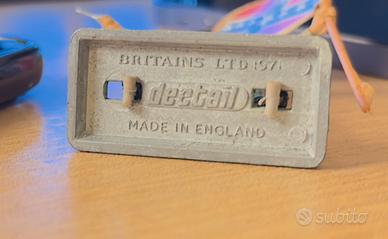 BRITAINS LTD 1971
deetail
MADE IN ENGLAND
subito